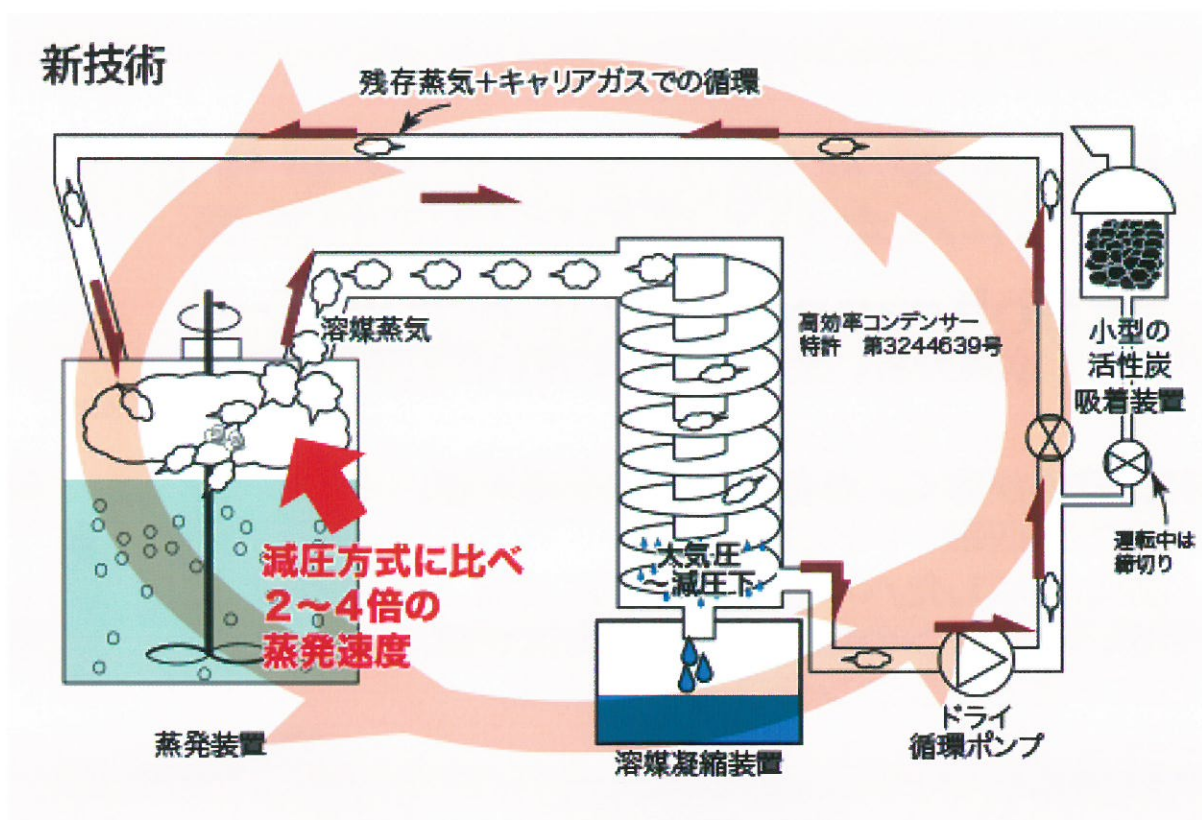 新技術
残存蒸気+キャリアガスでの循環
溶媒蒸気
高効率コンデンサー
特許 第3244639号
小型の
活性炭
吸着装置
大気圧
~減圧下
運転中は
締切り
減圧方式に比べ
2~4倍の
蒸発速度
蒸発装置
溶媒凝縮装置
ドライ
循環ポンプ